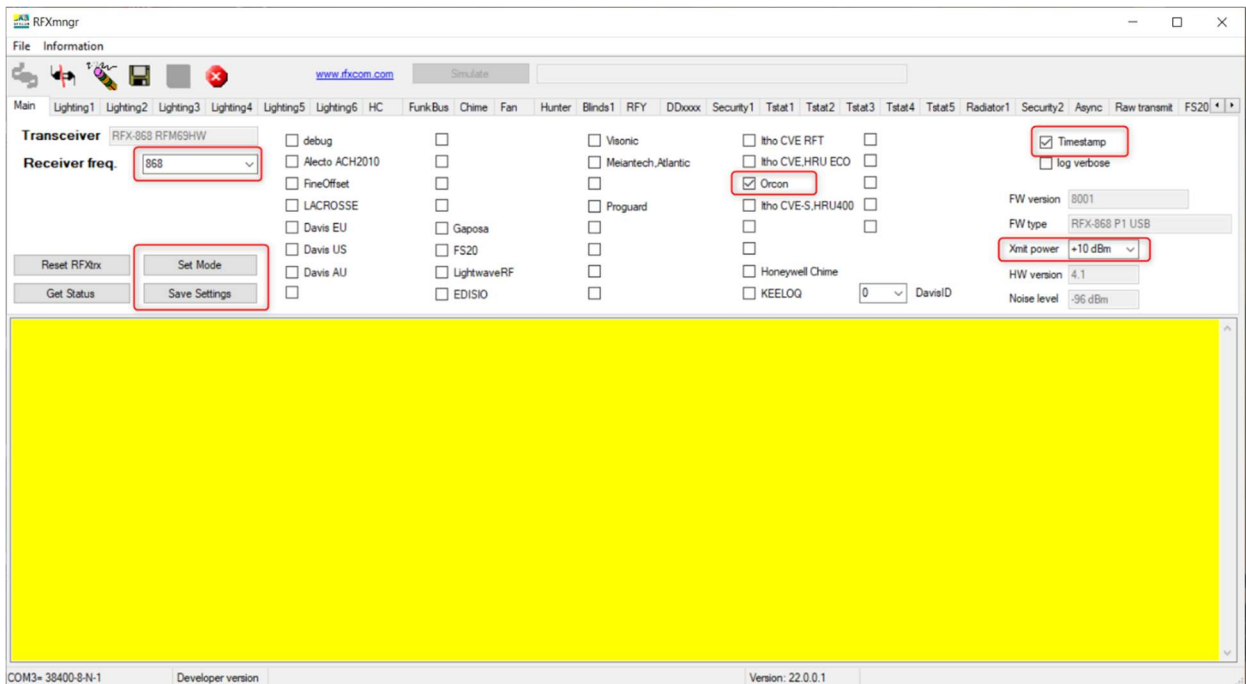 RFXmngr
File Information
www.rfxcom.com Simulate
Main Lighting1 Lighting2 Lighting3 Lighting4 Lighting5 Lighting6 HC FunkBus Chime Fan Hunter Blinds1 RFY DDxxxx Security1 Tstat1 Tstat2 Tstat3 Tstat4 Tstat5 Radiator1 Security2 Async Raw transmit FS20
Transceiver RFX-868 RFM69HW debug Visonic Itho CVE RFT Timestamp
Receiver freq. 868 Alecto ACH2010 Meiantech,Atlantic Itho CVE,HRU ECO log verbose
FineOffset Orcon
LACROSSE Proguard Itho CVE-S,HRU400 FW version 8001
Davis EU Gaposa FW type RFX-868 P1 USB
Davis US FS20 Xmit power +10 dBm
Reset RFXtrx Set Mode Davis AU LightwaveRF Honeywell Chime HW version 4.1
Get Status Save Settings EDISIO KEELOQ 0 DavisID Noise level -96 dBm
COM3= 38400-8-N-1 Developer version Version: 22.0.0.1